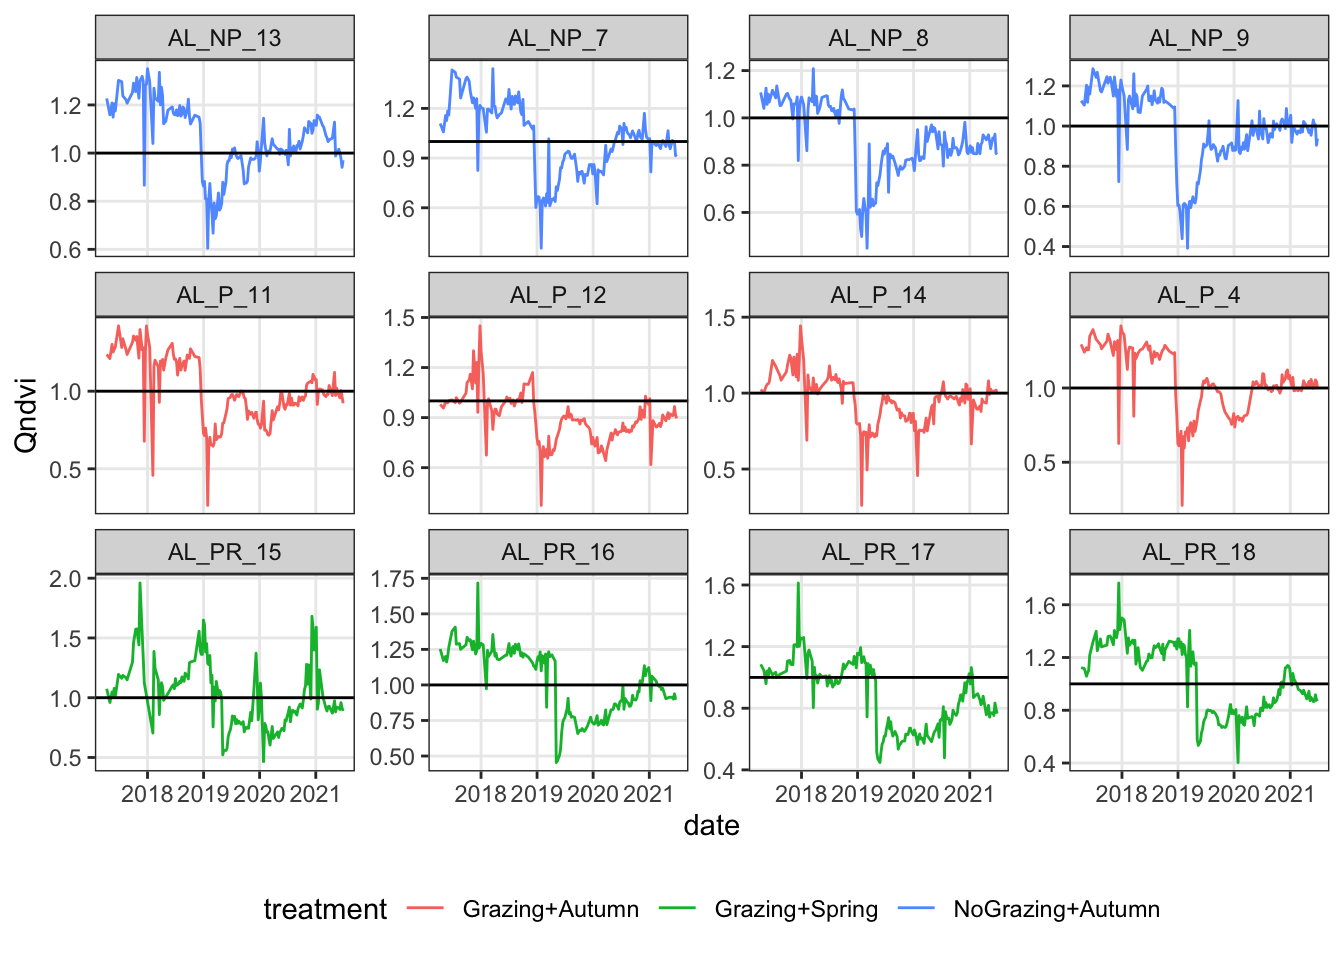 AL_NP_13 AL_NP_7 AL_NP_8 AL_NP_9
1.2 1.0 0.8 0.6
1.2 0.9 0.6
1.2 1.0 0.8 0.6
1.2 1.0 0.8 0.6 0.4
AL_P_11 AL_P_12 AL_P_14 AL_P_4
1.0 0.5
1.5 1.2 0.9 0.6
1.5 1.0 0.5
1.0 0.5
Qndvi
AL_PR_15 AL_PR_16 AL_PR_17 AL_PR_18
2.0 1.5 1.0 0.5
1.75 1.50 1.25 1.00 0.75 0.50
1.6 1.2 0.8 0.4
1.6 1.2 0.8 0.4
2018 2019 2020 2021 2018 2019 2020 2021 2018 2019 2020 2021 2018 2019 2020 2021
date
treatment Grazing+Autumn Grazing+Spring NoGrazing+Autumn